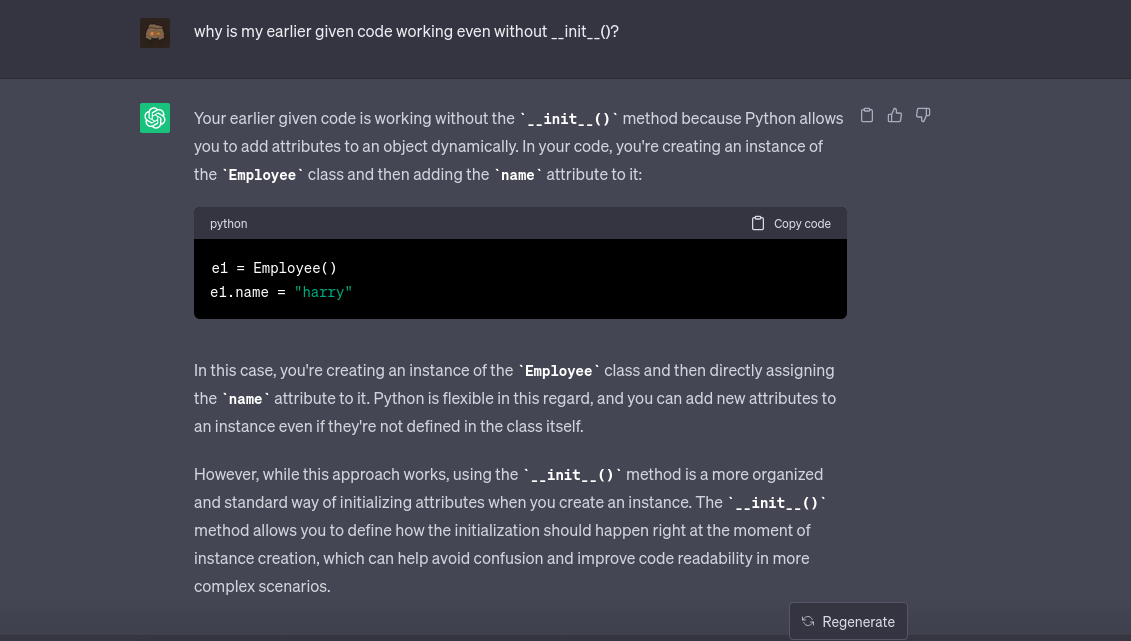 why is my earlier given code working even without __init__()?
Your earlier given code is working without the `__init__()` method because Python allows
you to add attributes to an object dynamically. In your code, you're creating an instance of
the `Employee` class and then adding the `name` attribute to it:
python
Copy code
e1 = Employee()
e1.name = "harry"
In this case, you're creating an instance of the `Employee` class and then directly assigning
the `name` attribute to it. Python is flexible in this regard, and you can add new attributes to
an instance even if they're not defined in the class itself.
However, while this approach works, using the `__init__()` method is a more organized
and standard way of initializing attributes when you create an instance. The `__init__()`
method allows you to define how the initialization should happen right at the moment of
instance creation, which can help avoid confusion and improve code readability in more
complex scenarios.
Regenerate